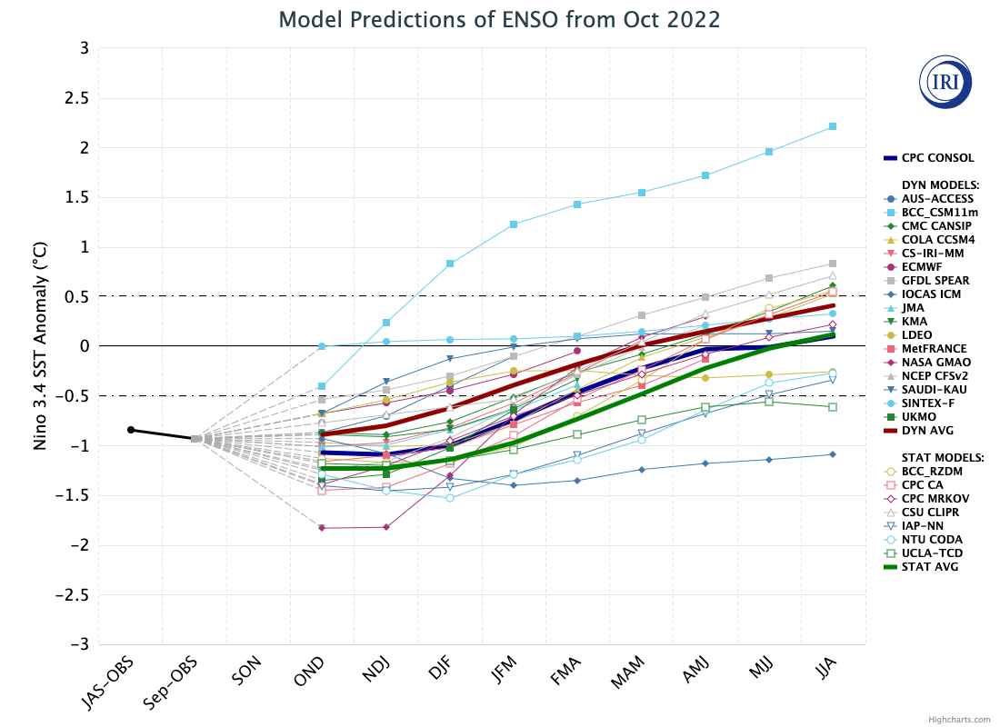 Model Predictions of ENSO from Oct 2022
IRI
Nino 3.4 SST Anomaly (°C)
3
2.5
2
1.5
1
0.5
0
−0.5
−1
−1.5
−2
−2.5
−3
JAS-OBS
Sep-OBS
SON
OND
NDJ
DJF
JFM
FMA
MAM
AMJ
MJJ
JJA
CPC CONSOL
DYN MODELS:
AUS-ACCESS
BCC_CSM11m
CMC CANSIP
COLA CCSM4
CS-IRI-MM
ECMWF
GFDL SPEAR
IOCAS ICM
JMA
KMA
LDEO
MetFRANCE
NASA GMAO
NCEP CFSv2
SAUDI-KAU
SINTEX-F
UKMO
DYN AVG
STAT MODELS:
BCC_RZDM
CPC CA
CPC MRKOV
CSU CLIPR
IAP-NN
NTU CODA
UCLA-TCD
STAT AVG
Highcharts.com